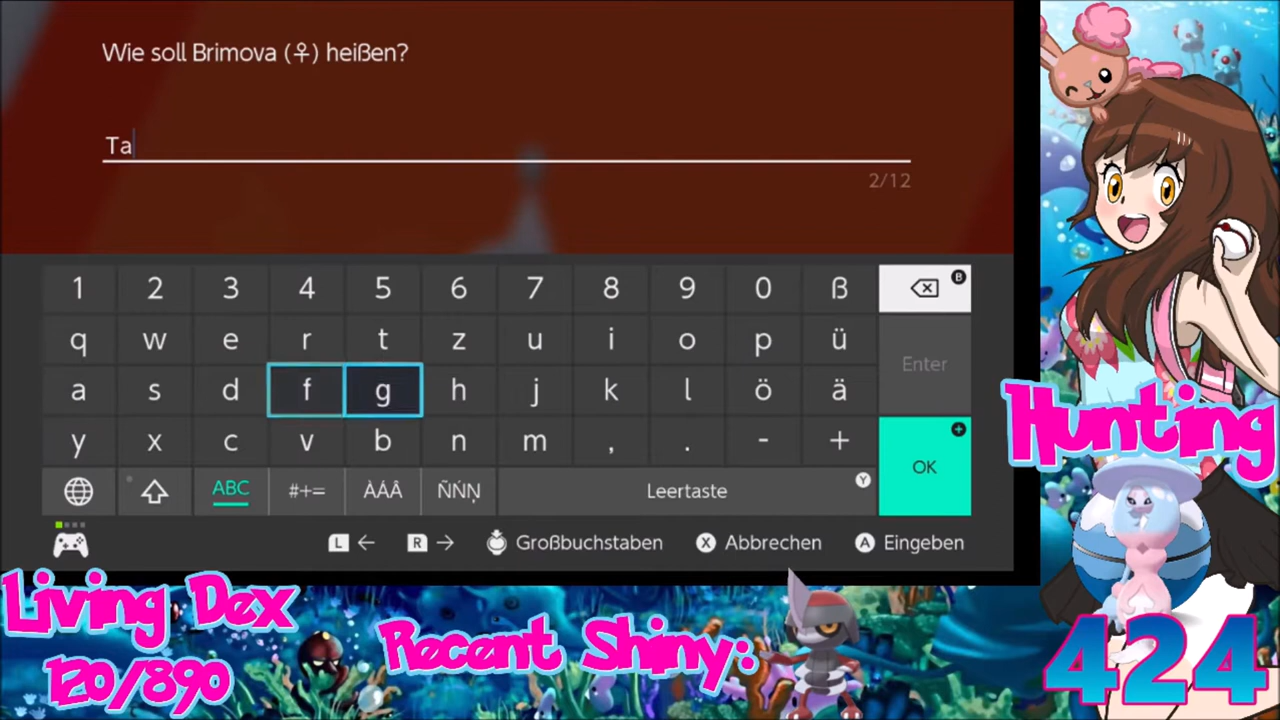 Wie soll Brimova (♀) heißen?
Ta
2/12
1 2 3 4 5 6 7 8 9 0 ß B
q w e r t z u i o p ü
Enter
a s d f g h j k l ö ä
y x c v b n m , . - +
OK +
ABC #+= ÀÁÂ ÑŃŅ Leertaste Y
L ← R → Großbuchstaben X Abbrechen A Eingeben
Hunting
Living Dex
120/890
Recent Shiny:
424